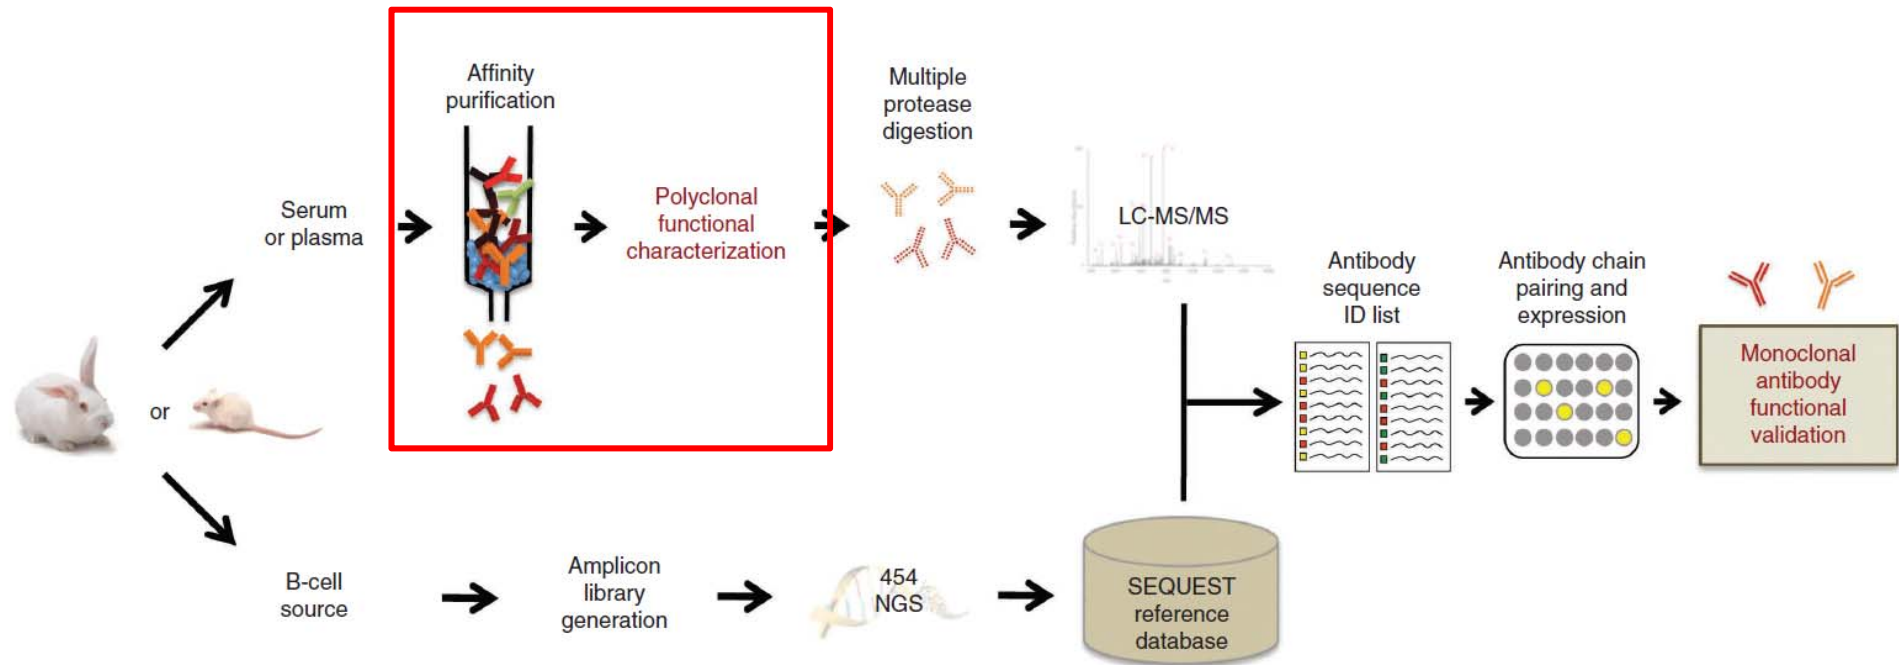 Affinity
purification
Multiple
protease
digestion
Serum
or plasma
Polyclonal
functional
characterization
LC-MS/MS
Antibody
sequence
ID list
Antibody chain
pairing and
expression
Monoclonal
antibody
functional
validation
or
B-cell
source
Amplicon
library
generation
454
NGS
SEQUEST
reference
database